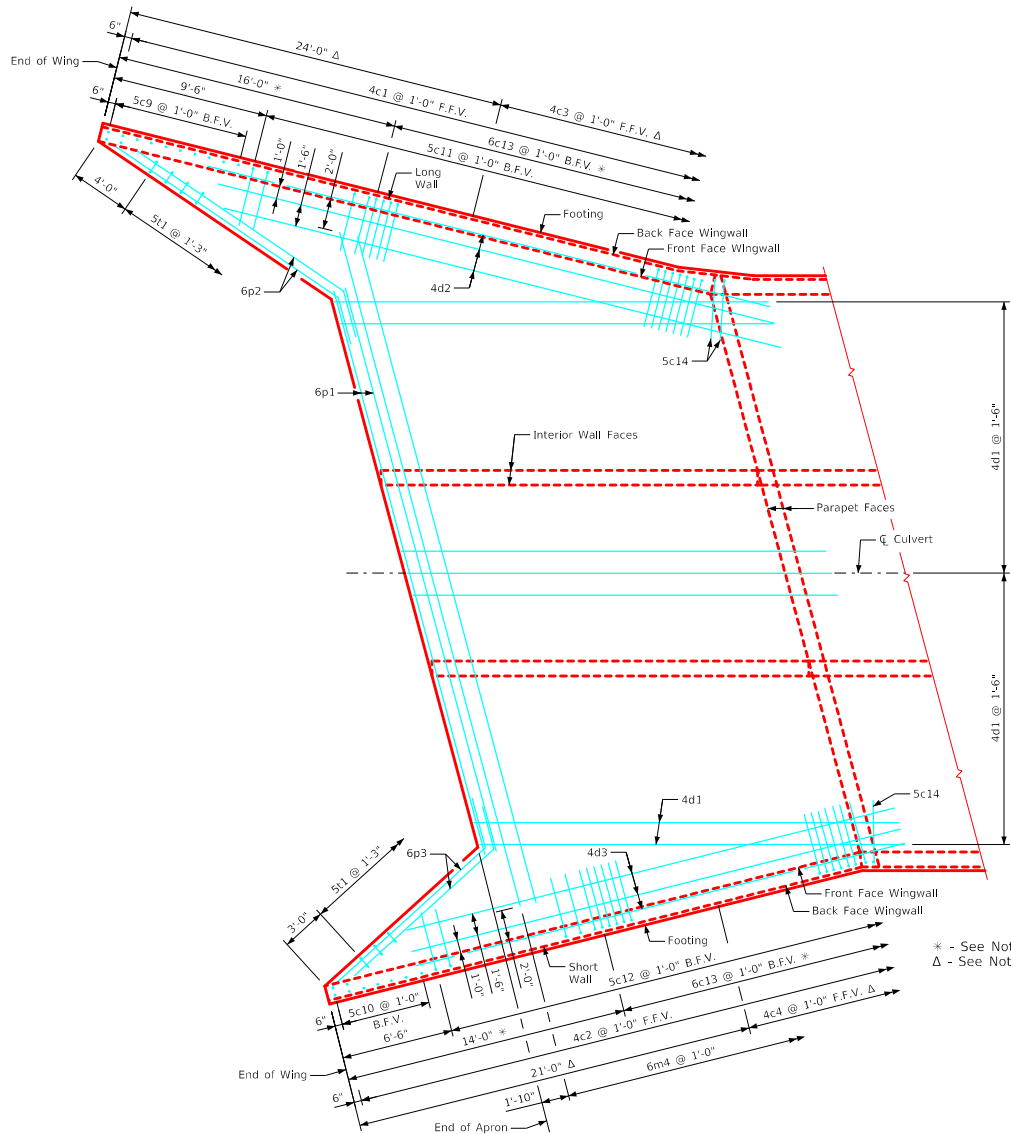 6"
24'-0" Δ
End of Wing
16'-0" ✳
4c1 @ 1'-0" F.F.V.
4c3 @ 1'-0" F.F.V. Δ
9'-6"
6"
5c9 @ 1'-0" B.F.V.
6c13 @ 1'-0" B.F.V. ✳
5c11 @ 1'-0" B.F.V.
1'-0"
1'-6"
2'-0"
Long
Wall
4'-0"
5t1 @ 1'-3"
Footing
Back Face Wingwall
Front Face WIngwall
6p2
4d2
5c14
6p1
4d1 @ 1'-6"
Interior Wall Faces
Parapet Faces
℄ Culvert
4d1 @ 1'-6"
5c14
4d1
5t1 @ 1'-3"
6p3
4d3
3'-0"
Front Face Wingwall
Back Face Wingwall
Footing
Short
Wall
1'-0"
1'-6"
2'-0"
✳ - See Not
Δ - See Not
6"
5c10 @ 1'-0"
B.F.V.
5c12 @ 1'-0" B.F.V.
6'-6"
6c13 @ 1'-0" B.F.V. ✳
14'-0" ✳
4c2 @ 1'-0" F.F.V.
4c4 @ 1'-0" F.F.V. Δ
End of Wing
6"
21'-0" Δ
6m4 @ 1'-0"
1'-10"
End of Apron